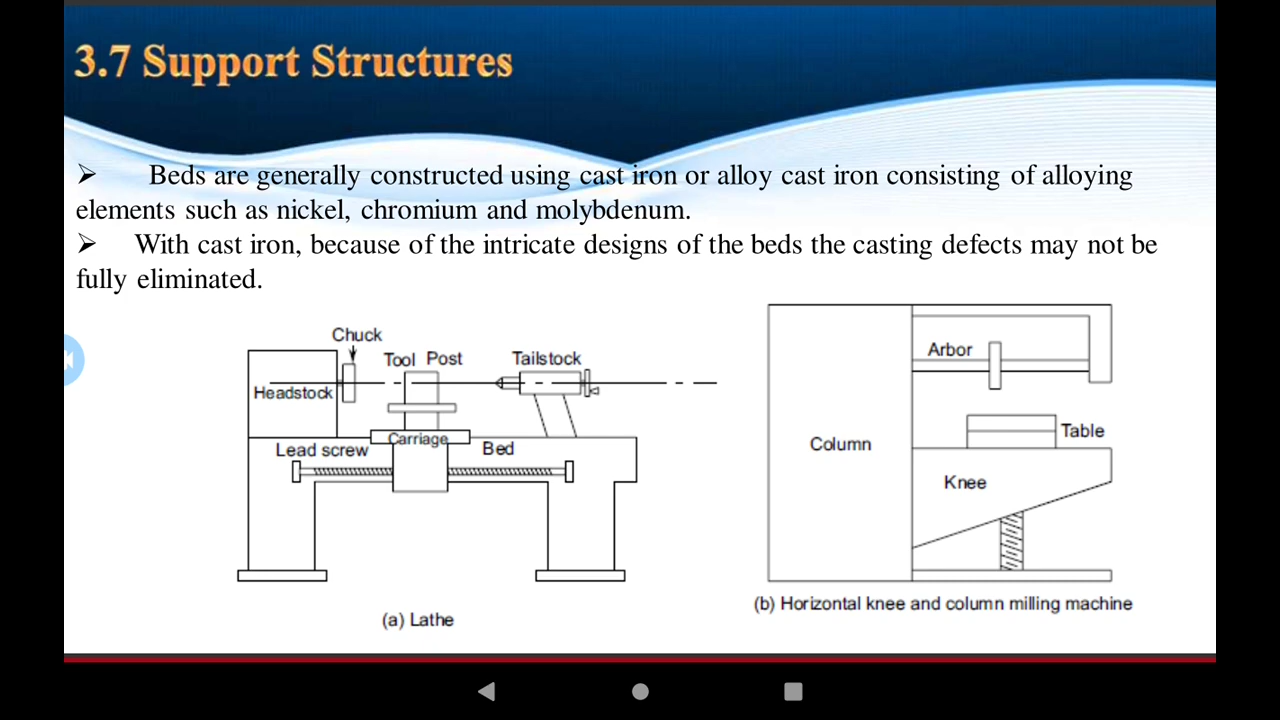 3.7 Support Structures
➢ Beds are generally constructed using cast iron or alloy cast iron consisting of alloying
elements such as nickel, chromium and molybdenum.
➢ With cast iron, because of the intricate designs of the beds the casting defects may not be
fully eliminated.
Chuck
Tool Post
Tailstock
Headstock
Carriage
Lead screw
Bed
(a) Lathe
Arbor
Column
Table
Knee
(b) Horizontal knee and column milling machine